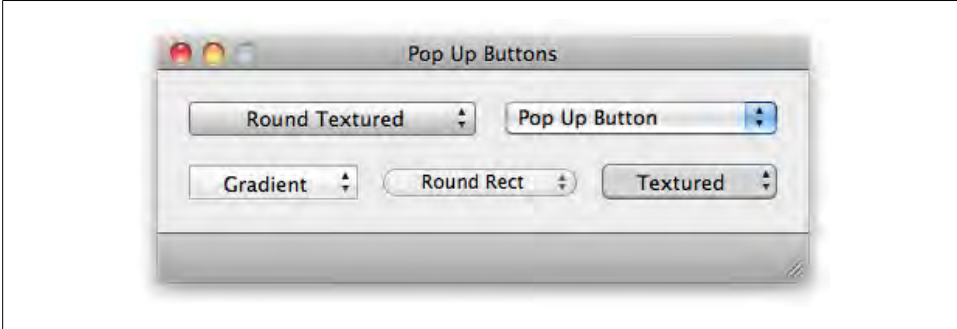 Pop Up Buttons
Round Textured
Pop Up Button
Gradient
Round Rect
Textured